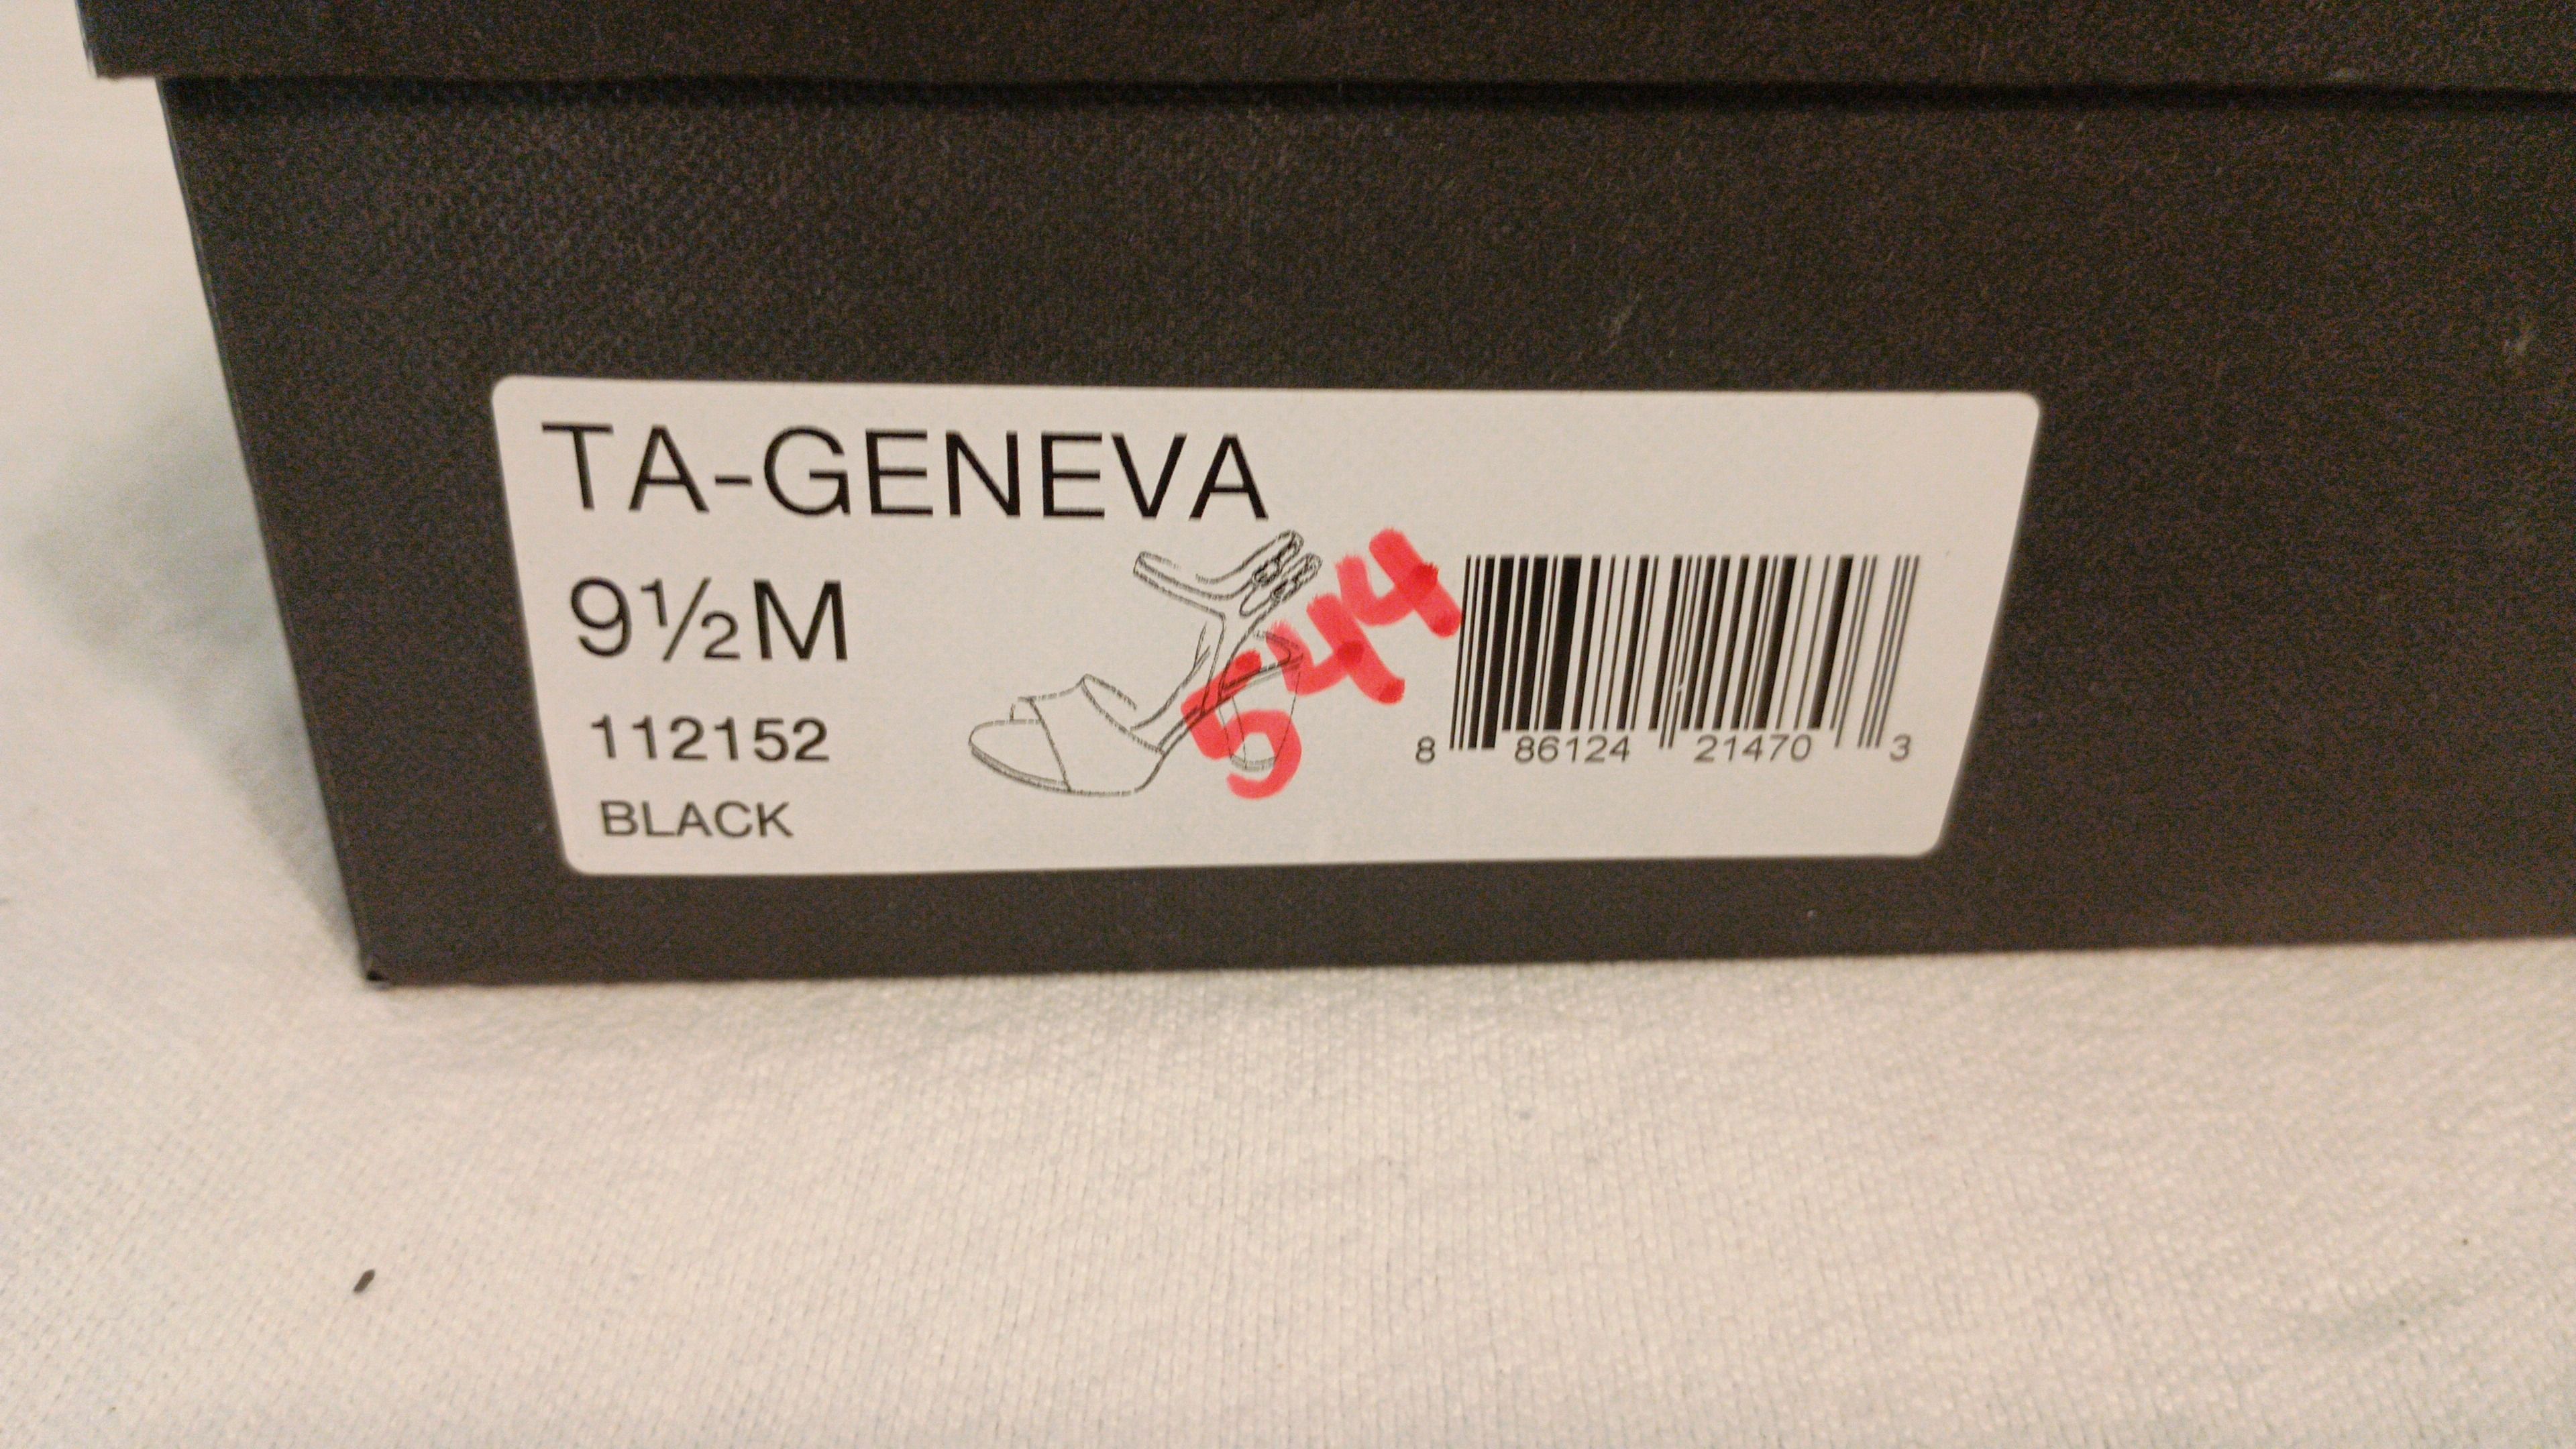 TA-GENEVA
9½M
112152
BLACK
544
8 86124 21470 3